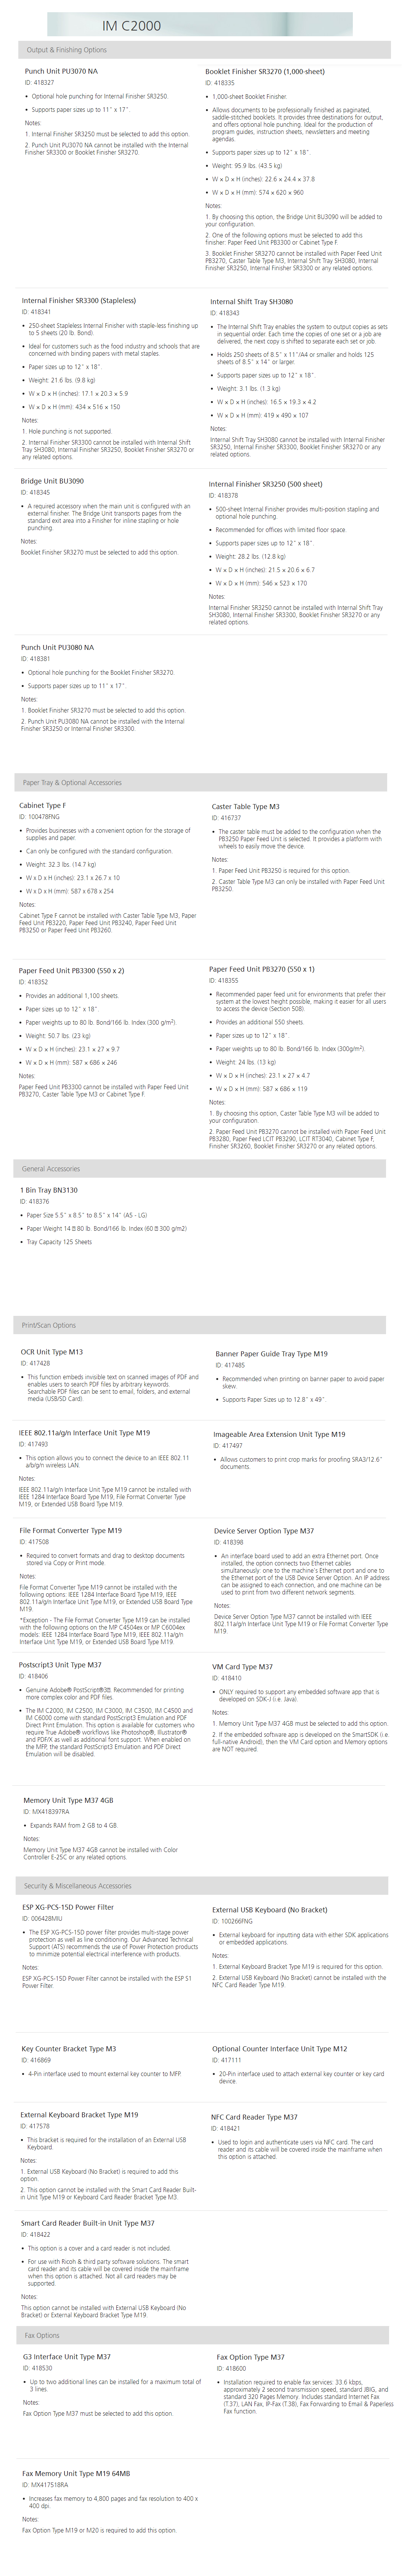 IM C2000
Output & Finishing Options
Punch Unit PU3070 NA
ID: 418327
• Optional hole punching for Internal Finisher SR3250.
• Supports paper sizes up to 11" x 17".
Notes:
1. Internal Finisher SR3250 must be selected to add this option.
2. Punch Unit PU3070 NA cannot be installed with the Internal
Finisher SR3300 or Booklet Finisher SR3270.
Booklet Finisher SR3270 (1,000-sheet)
ID: 418335
• 1,000-sheet Booklet Finisher.
• Allows documents to be professionally finished as paginated,
saddle-stitched booklets. It provides three destinations for output,
and offers optional hole punching. Ideal for the production of
program guides, instruction sheets, newsletters and meeting
agendas.
• Supports paper sizes up to 12" x 18".
• Weight: 95.9 lbs. (43.5 kg)
• W × D × H (inches): 22.6 × 24.4 × 37.8
• W × D × H (mm): 574 × 620 × 960
Notes:
1. By choosing this option, the Bridge Unit BU3090 will be added to
your configuration.
2. One of the following options must be selected to add this
finisher: Paper Feed Unit PB3300 or Cabinet Type F.
3. Booklet Finisher SR3270 cannot be installed with Paper Feed Unit
PB3270, Caster Table Type M3, Internal Shift Tray SH3080, Internal
Finisher SR3250, Internal Finisher SR3300 or any related options.
Internal Finisher SR3300 (Stapleless)
ID: 418341
• 250-sheet Stapleless Internal Finisher with staple-less finishing up
to 5 sheets (20 lb. Bond).
• Ideal for customers such as the food industry and schools that are
concerned with binding papers with metal staples.
• Paper sizes up to 12" x 18".
• Weight: 21.6 lbs. (9.8 kg)
• W × D × H (inches): 17.1 × 20.3 × 5.9
• W × D × H (mm): 434 × 516 × 150
Notes:
1. Hole punching is not supported.
2. Internal Finisher SR3300 cannot be installed with Internal Shift
Tray SH3080, Internal Finisher SR3250, Booklet Finisher SR3270 or
any related options.
Internal Shift Tray SH3080
ID: 418343
• The Internal Shift Tray enables the system to output copies as sets
in sequential order. Each time the copies of one set or a job are
delivered, the next copy is shifted to separate each set or job.
• Holds 250 sheets of 8.5" x 11"/A4 or smaller and holds 125
sheets of 8.5" x 14" or larger.
• Supports paper sizes up to 12" x 18".
• Weight: 3.1 lbs. (1.3 kg)
• W × D × H (inches): 16.5 × 19.3 × 4.2
• W × D × H (mm): 419 × 490 × 107
Notes:
Internal Shift Tray SH3080 cannot be installed with Internal Finisher
SR3250, Internal Finisher SR3300, Booklet Finisher SR3270 or any
related options.
Bridge Unit BU3090
ID: 418345
• A required accessory when the main unit is configured with an
external finisher. The Bridge Unit transports pages from the
standard exit area into a Finisher for inline stapling or hole
punching.
Notes:
Booklet Finisher SR3270 must be selected to add this option.
Internal Finisher SR3250 (500 sheet)
ID: 418378
• 500-sheet Internal Finisher provides multi-position stapling and
optional hole punching.
• Recommended for offices with limited floor space.
• Supports paper sizes up to 12" x 18".
• Weight: 28.2 lbs. (12.8 kg)
• W × D × H (inches): 21.5 × 20.6 × 6.7
• W × D × H (mm): 546 × 523 × 170
Notes:
Internal Finisher SR3250 cannot be installed with Internal Shift Tray
SH3080, Internal Finisher SR3300, Booklet Finisher SR3270 or any
related options.
Punch Unit PU3080 NA
ID: 418381
• Optional hole punching for the Booklet Finisher SR3270.
• Supports paper sizes up to 11" x 17".
Notes:
1. Booklet Finisher SR3270 must be selected to add this option.
2. Punch Unit PU3080 NA cannot be installed with the Internal
Finisher SR3250 or Internal Finisher SR3300.
Paper Tray & Optional Accessories
Cabinet Type F
ID: 100478FNG
• Provides businesses with a convenient option for the storage of
supplies and paper.
• Can only be configured with the standard configuration.
• Weight: 32.3 lbs. (14.7 kg)
• W x D x H (inches): 23.1 x 26.7 x 10
• W x D x H (mm): 587 x 678 x 254
Notes:
Cabinet Type F cannot be installed with Caster Table Type M3, Paper
Feed Unit PB3220, Paper Feed Unit PB3240, Paper Feed Unit
PB3250 or Paper Feed Unit PB3260.
Caster Table Type M3
ID: 416737
• The caster table must be added to the configuration when the
PB3250 Paper Feed Unit is selected. It provides a platform with
wheels to easily move the device.
Notes:
1. Paper Feed Unit PB3250 is required for this option.
2. Caster Table Type M3 can only be installed with Paper Feed Unit
PB3250.
Paper Feed Unit PB3300 (550 x 2)
ID: 418352
• Provides an additional 1,100 sheets.
• Paper sizes up to 12" x 18".
• Paper weights up to 80 lb. Bond/166 lb. Index (300 g/m²).
• Weight: 50.7 lbs. (23 kg)
• W × D × H (inches): 23.1 × 27 × 9.7
• W × D × H (mm): 587 × 686 × 246
Notes:
Paper Feed Unit PB3300 cannot be installed with Paper Feed Unit
PB3270, Caster Table Type M3 or Cabinet Type F.
Paper Feed Unit PB3270 (550 x 1)
ID: 418355
• Recommended paper feed unit for environments that prefer their
system at the lowest height possible, making it easier for all users
to access the device (Section 508).
• Provides an additional 550 sheets.
• Paper sizes up to 12" x 18".
• Paper weights up to 80 lb. Bond/166 lb. Index (300g/m²).
• Weight: 24 lbs. (13 kg)
• W × D × H (inches): 23.1 × 27 × 4.7
• W × D × H (mm): 587 × 686 × 119
Notes:
1. By choosing this option, Caster Table Type M3 will be added to
your configuration.
2. Paper Feed Unit PB3270 cannot be installed with Paper Feed Unit
PB3280, Paper Feed LCIT PB3290, LCIT RT3040, Cabinet Type F,
Finisher SR3260, Booklet Finisher SR3270 or any related options.
General Accessories
1 Bin Tray BN3130
ID: 418376
• Paper Size 5.5" x 8.5" to 8.5" x 14" (A5 - LG)
• Paper Weight 14 🯄 80 lb. Bond/166 lb. Index (60 🯄 300 g/m2)
• Tray Capacity 125 Sheets
Print/Scan Options
OCR Unit Type M13
ID: 417428
• This function embeds invisible text on scanned images of PDF and
enables users to search PDF files by arbitrary keywords.
Searchable PDF files can be sent to email, folders, and external
media (USB/SD Card).
Banner Paper Guide Tray Type M19
ID: 417485
• Recommended when printing on banner paper to avoid paper
skew.
• Supports Paper Sizes up to 12.8" x 49".
IEEE 802.11a/g/n Interface Unit Type M19
ID: 417493
• This option allows you to connect the device to an IEEE 802.11
a/b/g/n wireless LAN.
Notes:
IEEE 802.11a/g/n Interface Unit Type M19 cannot be installed with
IEEE 1284 Interface Board Type M19, File Format Converter Type
M19, or Extended USB Board Type M19.
Imageable Area Extension Unit Type M19
ID: 417497
• Allows customers to print crop marks for proofing SRA3/12.6"
documents.
File Format Converter Type M19
ID: 417508
• Required to convert formats and drag to desktop documents
stored via Copy or Print mode.
Notes:
File Format Converter Type M19 cannot be installed with the
following options: IEEE 1284 Interface Board Type M19, IEEE
802.11a/g/n Interface Unit Type M19, or Extended USB Board Type
M19.
*Exception - The File Format Converter Type M19 can be installed
with the following options on the MP C4504ex or MP C6004ex
models: IEEE 1284 Interface Board Type M19, IEEE 802.11a/g/n
Interface Unit Type M19, or Extended USB Board Type M19.
Device Server Option Type M37
ID: 418398
• An interface board used to add an extra Ethernet port. Once
installed, the option connects two Ethernet cables
simultaneously: one to the machine's Ethernet port and one to
the Ethernet port of the USB Device Server Option. An IP address
can be assigned to each connection, and one machine can be
used to print from two different network segments.
Notes:
Device Server Option Type M37 cannot be installed with IEEE
802.11a/g/n Interface Unit Type M19 or File Format Converter Type
M19.
Postscript3 Unit Type M37
ID: 418406
• Genuine Adobe® PostScript®3🯄. Recommended for printing
more complex color and PDF files.
• The IM C2000, IM C2500, IM C3000, IM C3500, IM C4500 and
IM C6000 come with standard PostScript3 Emulation and PDF
Direct Print Emulation. This option is available for customers who
require True Adobe® workflows like Photoshop®, Illustrator®
and PDF/X as well as additional font support. When enabled on
the MFP, the standard PostScript3 Emulation and PDF Direct
Emulation will be disabled.
VM Card Type M37
ID: 418410
• ONLY required to support any embedded software app that is
developed on SDK-J (i.e. Java).
Notes:
1. Memory Unit Type M37 4GB must be selected to add this option.
2. If the embedded software app is developed on the SmartSDK (i.e.
full-native Android), then the VM Card option and Memory options
are NOT required.
Memory Unit Type M37 4GB
ID: MX418397RA
• Expands RAM from 2 GB to 4 GB.
Notes:
Memory Unit Type M37 4GB cannot be installed with Color
Controller E-25C or any related options.
Security & Miscellaneous Accessories
ESP XG-PCS-15D Power Filter
ID: 006428MIU
• The ESP XG-PCS-15D power filter provides multi-stage power
protection as well as line conditioning. Our Advanced Technical
Support (ATS) recommends the use of Power Protection products
to minimize potential electrical interference with products.
Notes:
ESP XG-PCS-15D Power Filter cannot be installed with the ESP S1
Power Filter.
External USB Keyboard (No Bracket)
ID: 100266FNG
• External keyboard for inputting data with either SDK applications
or embedded applications.
Notes:
1. External Keyboard Bracket Type M19 is required for this option.
2. External USB Keyboard (No Bracket) cannot be installed with the
NFC Card Reader Type M19.
Key Counter Bracket Type M3
ID: 416869
• 4-Pin interface used to mount external key counter to MFP.
Optional Counter Interface Unit Type M12
ID: 417111
• 20-Pin interface used to attach external key counter or key card
device.
External Keyboard Bracket Type M19
ID: 417578
• This bracket is required for the installation of an External USB
Keyboard.
Notes:
1. External USB Keyboard (No Bracket) is required to add this
option.
2. This option cannot be installed with the Smart Card Reader Built-
in Unit Type M19 or Keyboard Card Reader Bracket Type M3.
NFC Card Reader Type M37
ID: 418421
• Used to login and authenticate users via NFC card. The card
reader and its cable will be covered inside the mainframe when
this option is attached.
Smart Card Reader Built-in Unit Type M37
ID: 418422
• This option is a cover and a card reader is not included.
• For use with Ricoh & third party software solutions. The smart
card reader and its cable will be covered inside the mainframe
when this option is attached. Not all card readers may be
supported.
Notes:
This option cannot be installed with External USB Keyboard (No
Bracket) or External Keyboard Bracket Type M19.
Fax Options
G3 Interface Unit Type M37
ID: 418530
• Up to two additional lines can be installed for a maximum total of
3 lines.
Notes:
Fax Option Type M37 must be selected to add this option.
Fax Option Type M37
ID: 418600
• Installation required to enable fax services: 33.6 kbps,
approximately 2 second transmission speed, standard JBIG, and
standard 320 Pages Memory. Includes standard Internet Fax
(T.37), LAN Fax, IP-Fax (T.38), Fax Forwarding to Email & Paperless
Fax function.
Fax Memory Unit Type M19 64MB
ID: MX417518RA
• Increases fax memory to 4,800 pages and fax resolution to 400 x
400 dpi.
Notes:
Fax Option Type M19 or M20 is required to add this option.